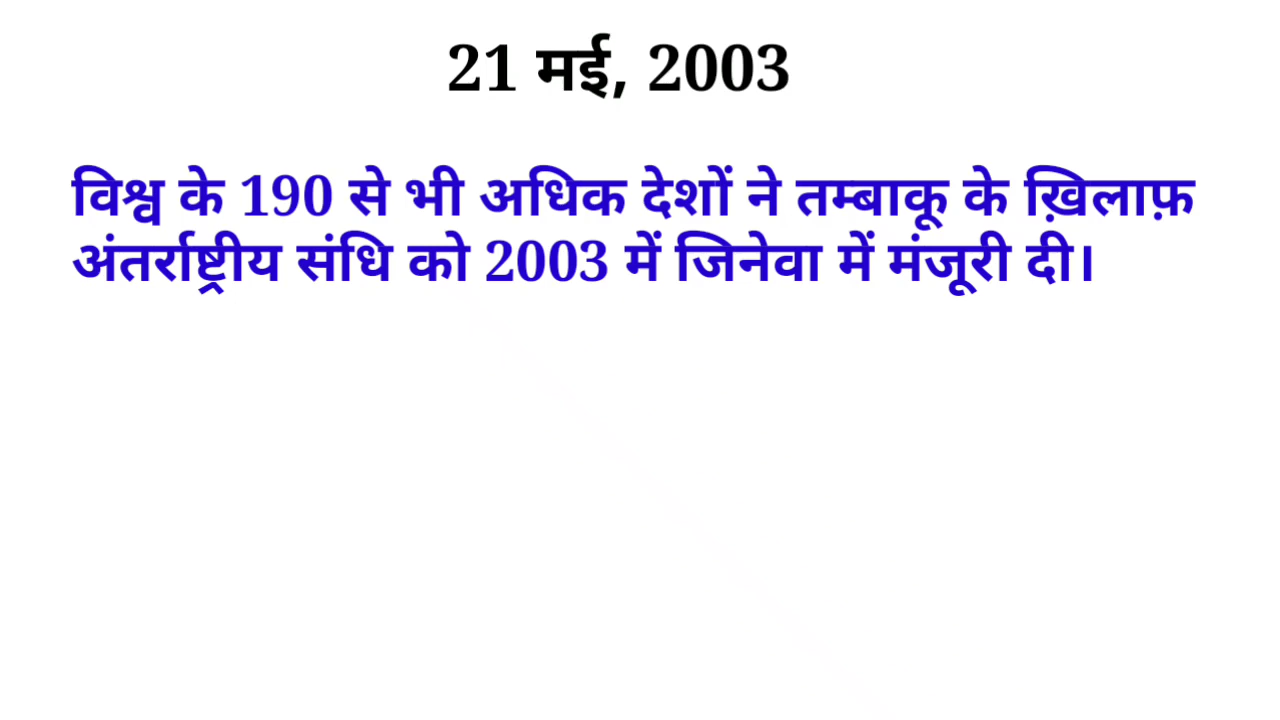 21 मई, 2003
विश्व के 190 से भी अधिक देशों ने तम्बाकू के ख़िलाफ़
अंतर्राष्ट्रीय संधि को 2003 में जिनेवा में मंजूरी दी।